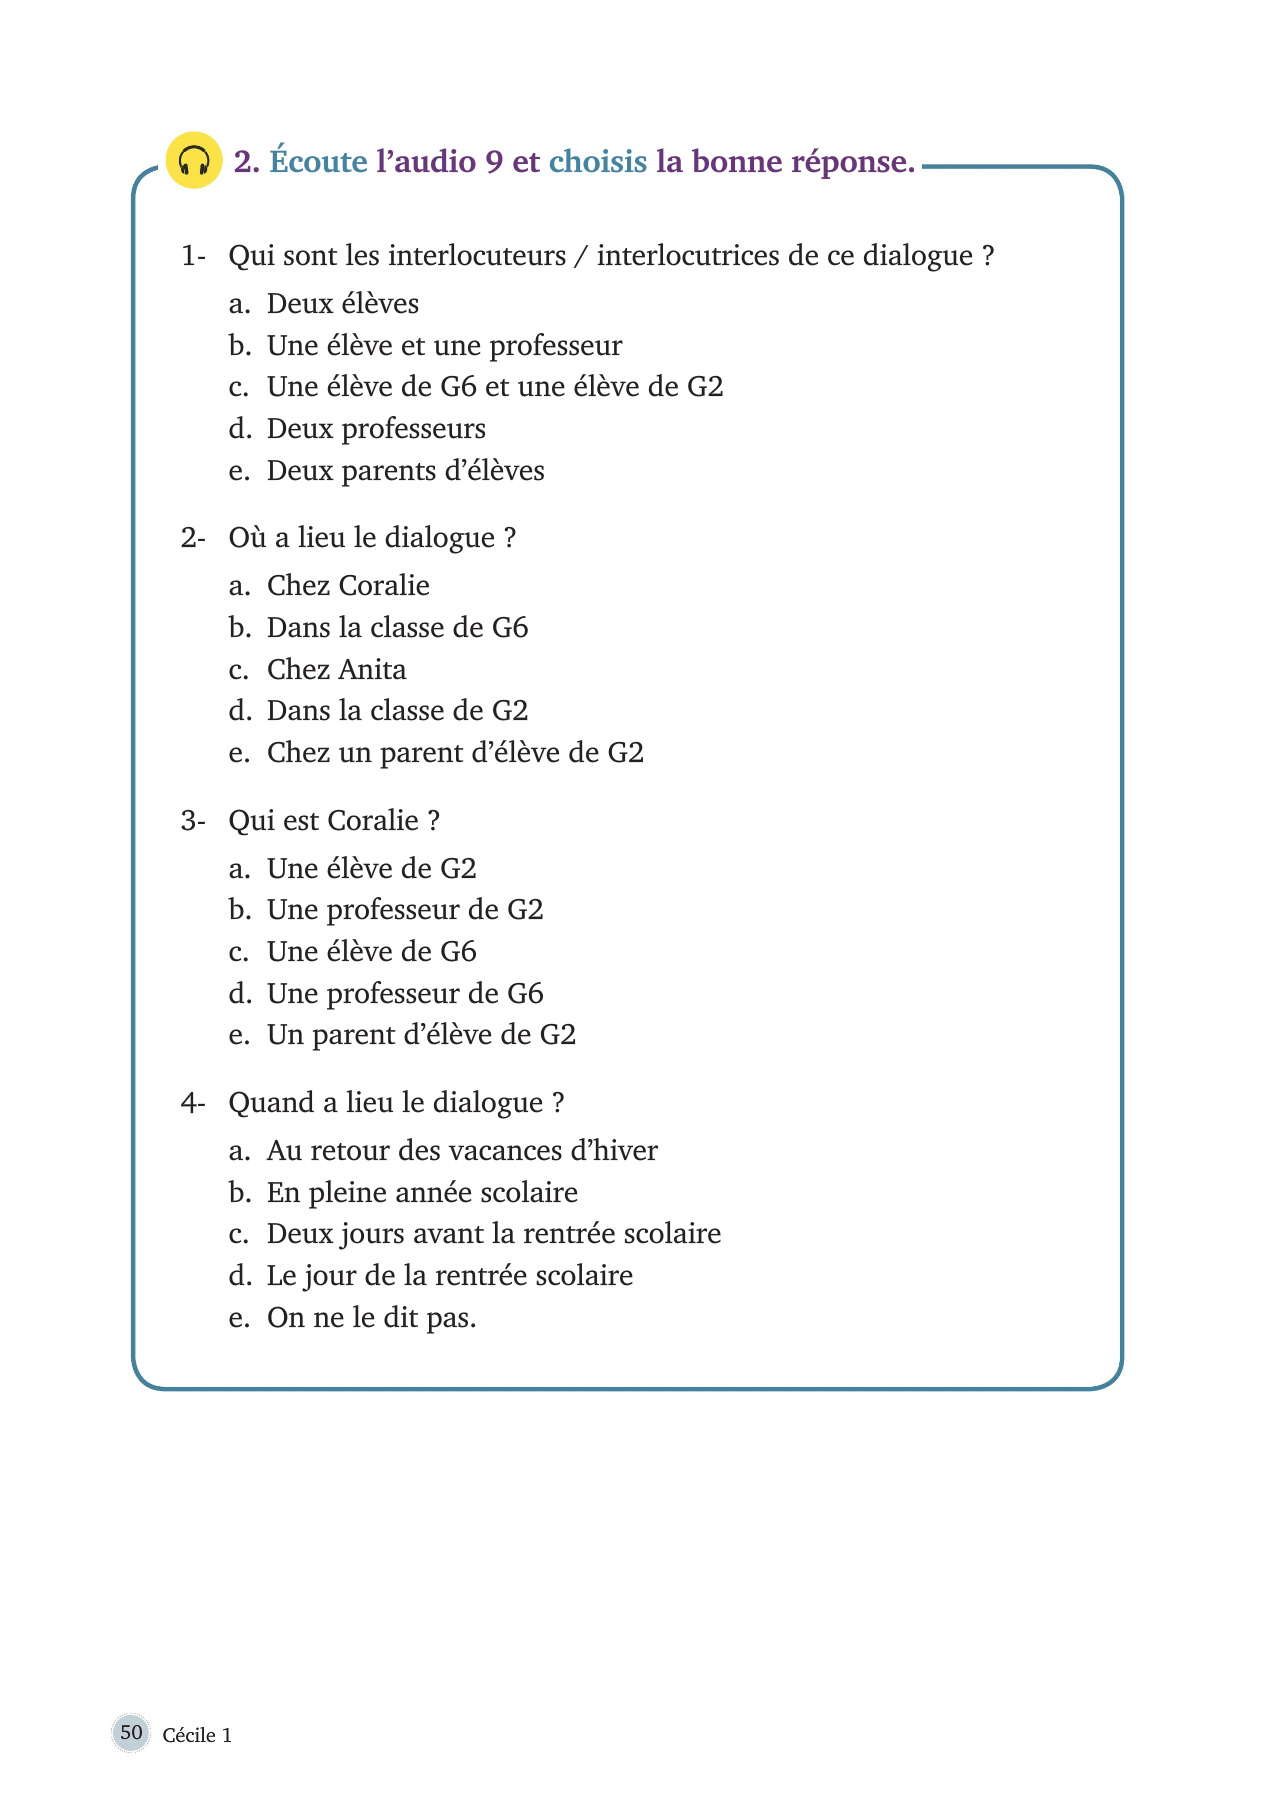 2. Écoute l’audio 9 et choisis la bonne réponse.
1- Qui sont les interlocuteurs / interlocutrices de ce dialogue ?
a. Deux élèves
b. Une élève et une professeur
c. Une élève de G6 et une élève de G2
d. Deux professeurs
e. Deux parents d’élèves
2- Où a lieu le dialogue ?
a. Chez Coralie
b. Dans la classe de G6
c. Chez Anita
d. Dans la classe de G2
e. Chez un parent d’élève de G2
3- Qui est Coralie ?
a. Une élève de G2
b. Une professeur de G2
c. Une élève de G6
d. Une professeur de G6
e. Un parent d’élève de G2
4- Quand a lieu le dialogue ?
a. Au retour des vacances d’hiver
b. En pleine année scolaire
c. Deux jours avant la rentrée scolaire
d. Le jour de la rentrée scolaire
e. On ne le dit pas.
50 Cécile 1